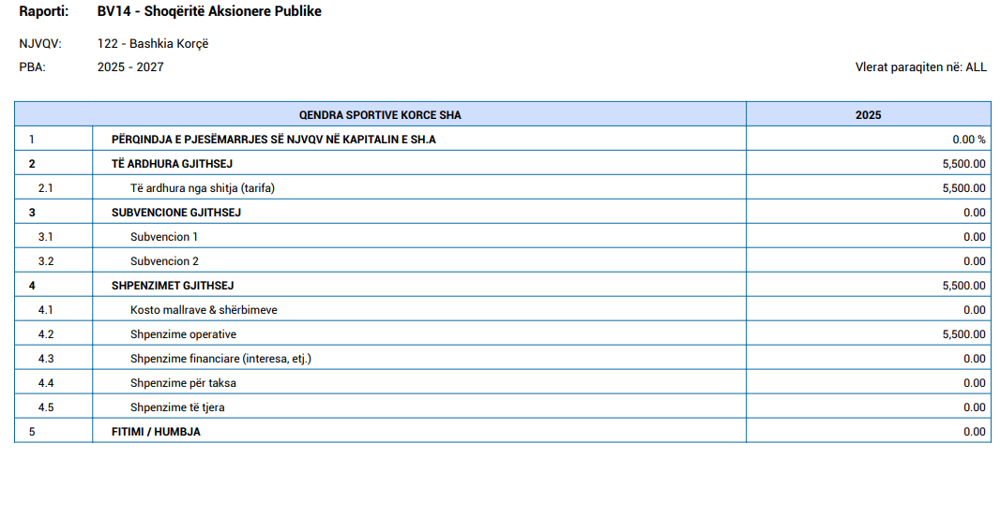 Raporti: BV14 - Shoqëritë Aksionere Publike
NJVQV: 122 - Bashkia Korçë
PBA: 2025 - 2027 Vlerat paraqiten në: ALL
QENDRA SPORTIVE KORCE SHA 2025
1 PËRQINDJA E PJESËMARRJES SË NJVQV NË KAPITALIN E SH.A 0.00 %
2 TË ARDHURA GJITHSEJ 5,500.00
2.1 Të ardhura nga shitja (tarifa) 5,500.00
3 SUBVENCIONE GJITHSEJ 0.00
3.1 Subvencion 1 0.00
3.2 Subvencion 2 0.00
4 SHPENZIMET GJITHSEJ 5,500.00
4.1 Kosto mallrave & shërbimeve 0.00
4.2 Shpenzime operative 5,500.00
4.3 Shpenzime financiare (interesa, etj.) 0.00
4.4 Shpenzime për taksa 0.00
4.5 Shpenzime të tjera 0.00
5 FITIMI / HUMBJA 0.00